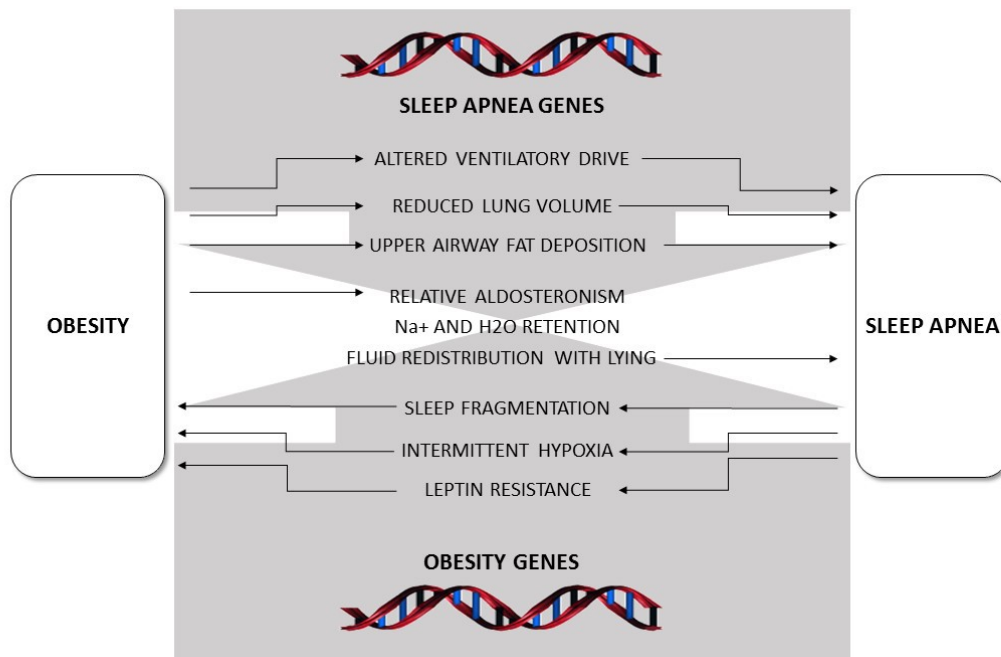 SLEEP APNEA GENES
ALTERED VENTILATORY DRIVE
REDUCED LUNG VOLUME
UPPER AIRWAY FAT DEPOSITION
RELATIVE ALDOSTERONISM
OBESITY
Na+ AND H2O RETENTION
SLEEP APNEA
FLUID REDISTRIBUTION WITH LYING
SLEEP FRAGMENTATION
INTERMITTENT HYPOXIA
LEPTIN RESISTANCE
OBESITY GENES